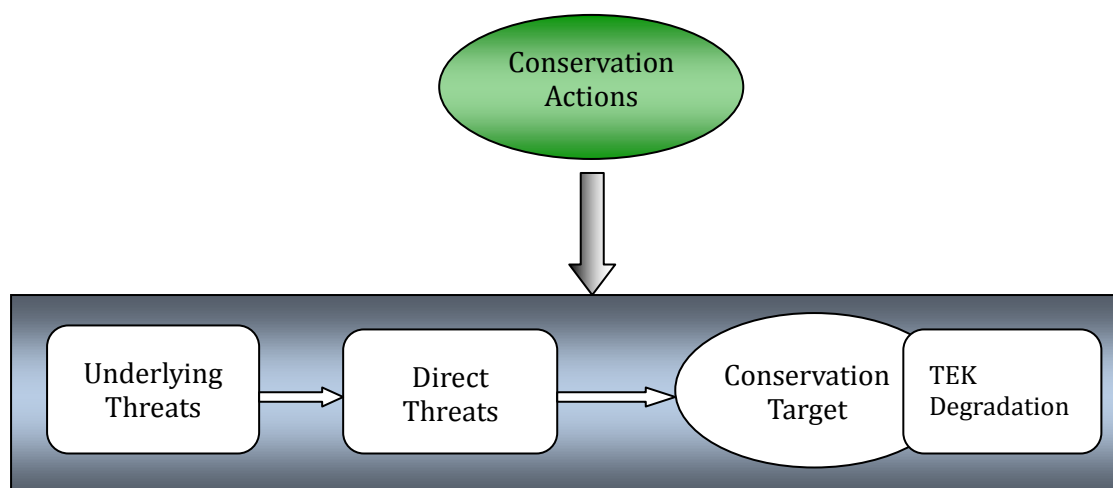 Conservation
Actions
Underlying
Threats
Direct
Threats
Conservation
Target
TEK
Degradation